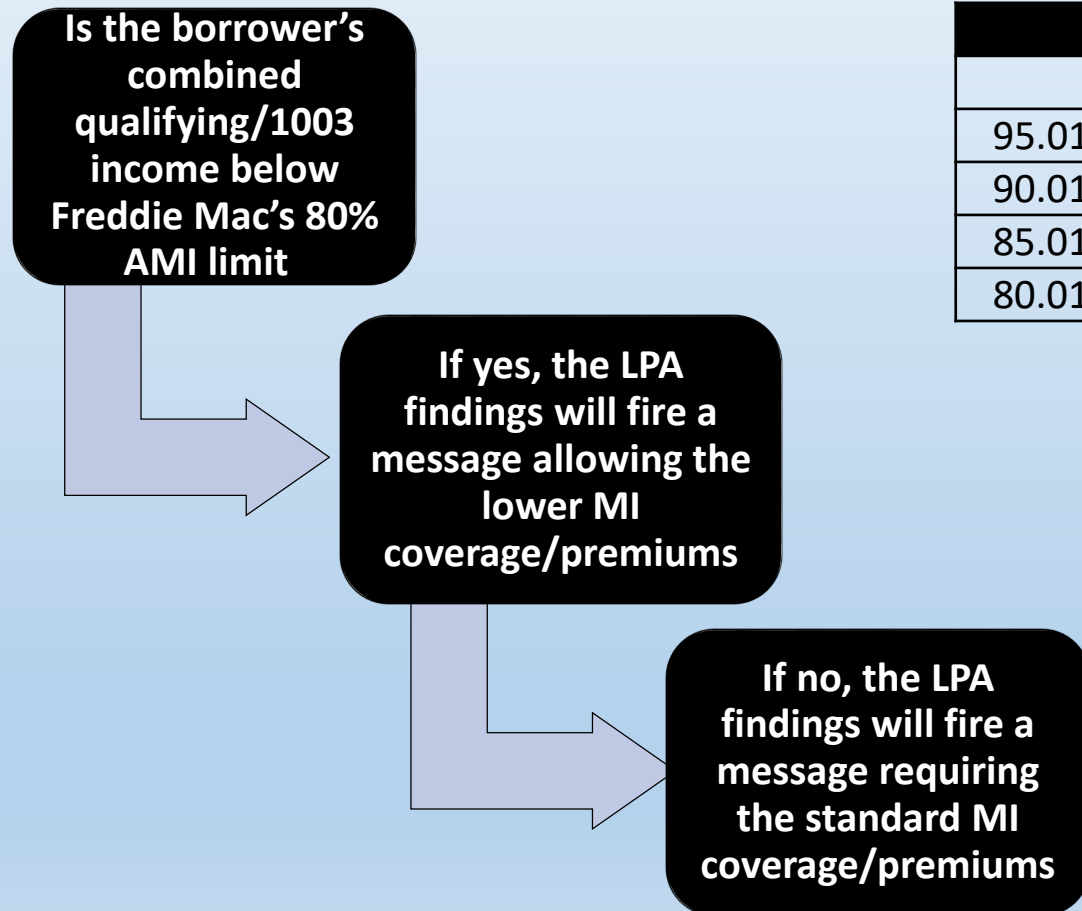 Is the borrower’s
combined
qualifying/1003
income below
Freddie Mac’s 80%
AMI limit
95.01
90.01
85.01
80.01
If yes, the LPA
findings will fire a
message allowing the
lower MI
coverage/premiums
If no, the LPA
findings will fire a
message requiring
the standard MI
coverage/premiums